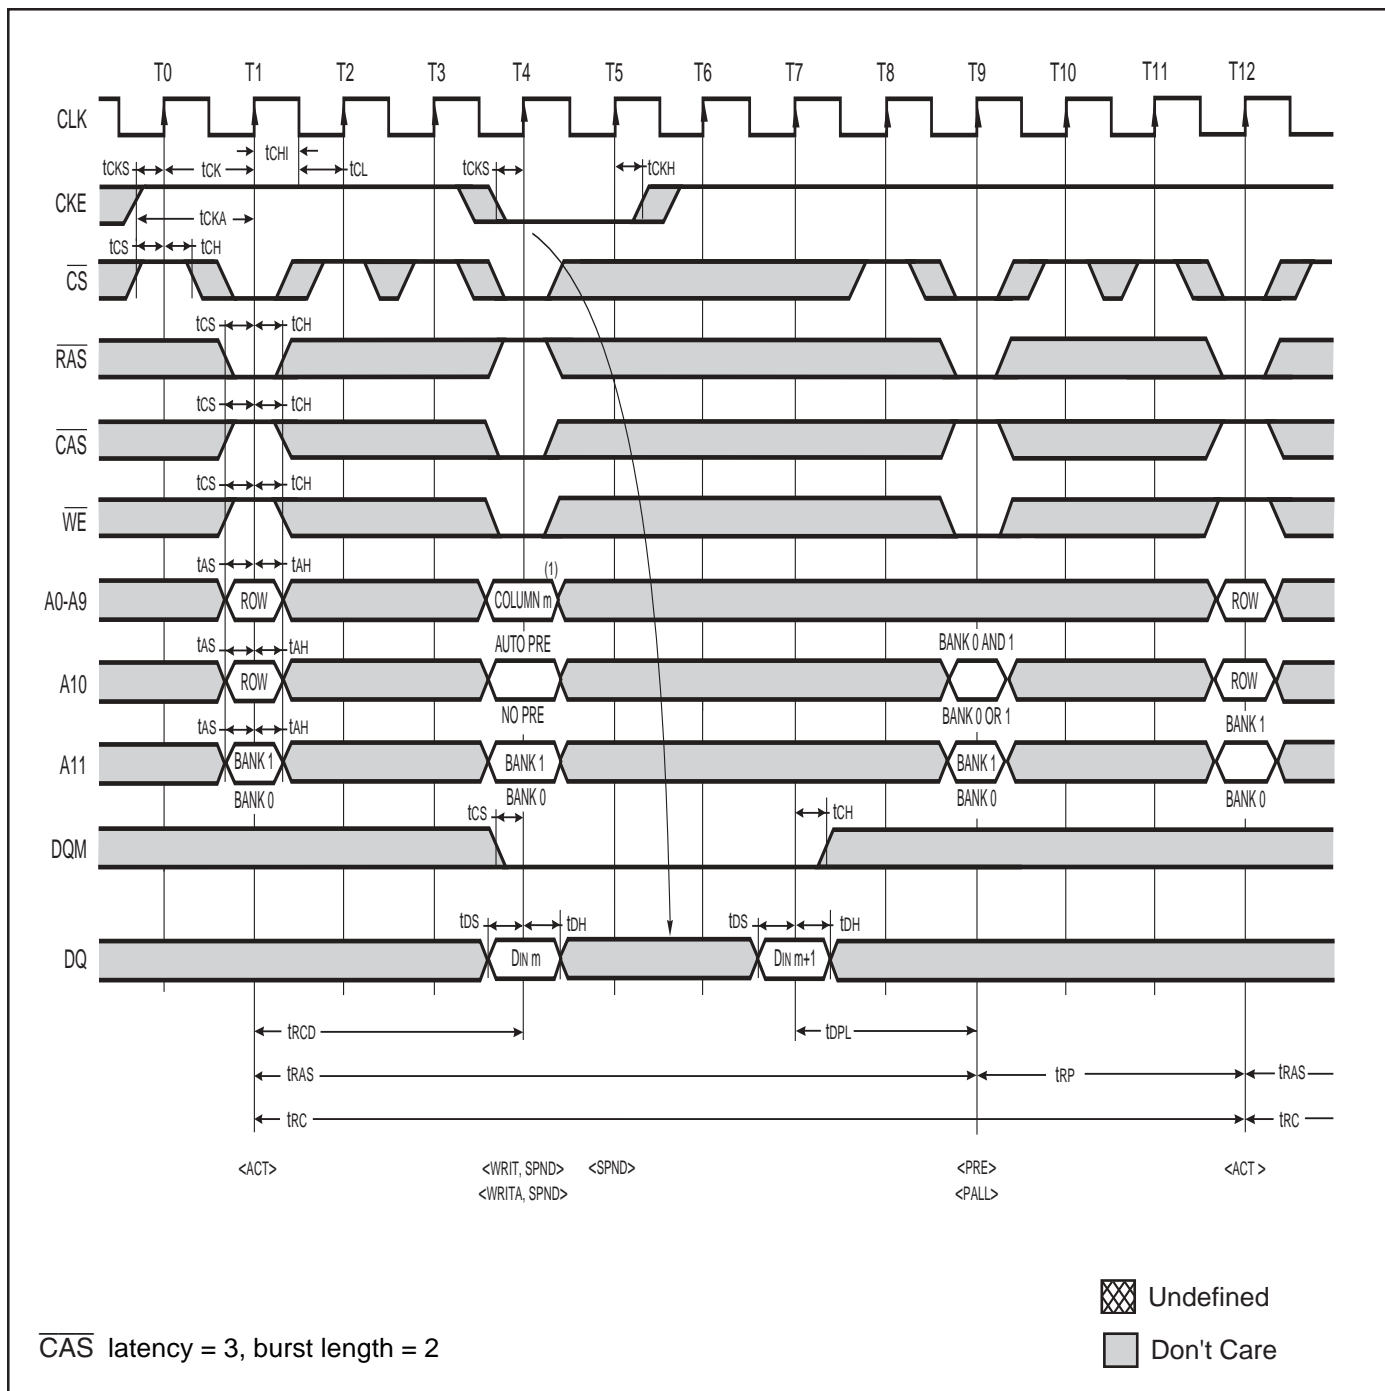 T0 T1 T2 T3 T4 T5 T6 T7 T8 T9 T10 T11 T12
CLK
tCHI
tCKS tCK tCL tCKS tCKH
CKE
tCKA
tCS tCH
CS
tCS tCH
RAS
tCS tCH
CAS
tCS tCH
WE
tAS tAH (1)
A0-A9 ROW COLUMN m ROW
tAS tAH AUTO PRE BANK 0 AND 1
A10 ROW ROW
NO PRE BANK 0 OR 1 BANK 1
tAS tAH
A11 BANK 1 BANK 1 BANK 1
BANK 0 BANK 0 BANK 0 BANK 0
tCS tCH
DQM
tDS tDH tDS tDH
DQ DIN m DIN m+1
tRCD tDPL
tRAS tRP tRAS
tRC tRC
<ACT> <WRIT, SPND> <SPND> <PRE> <ACT >
<WRITA, SPND> <PALL>
Undefined
CAS latency = 3, burst length = 2
Don't Care